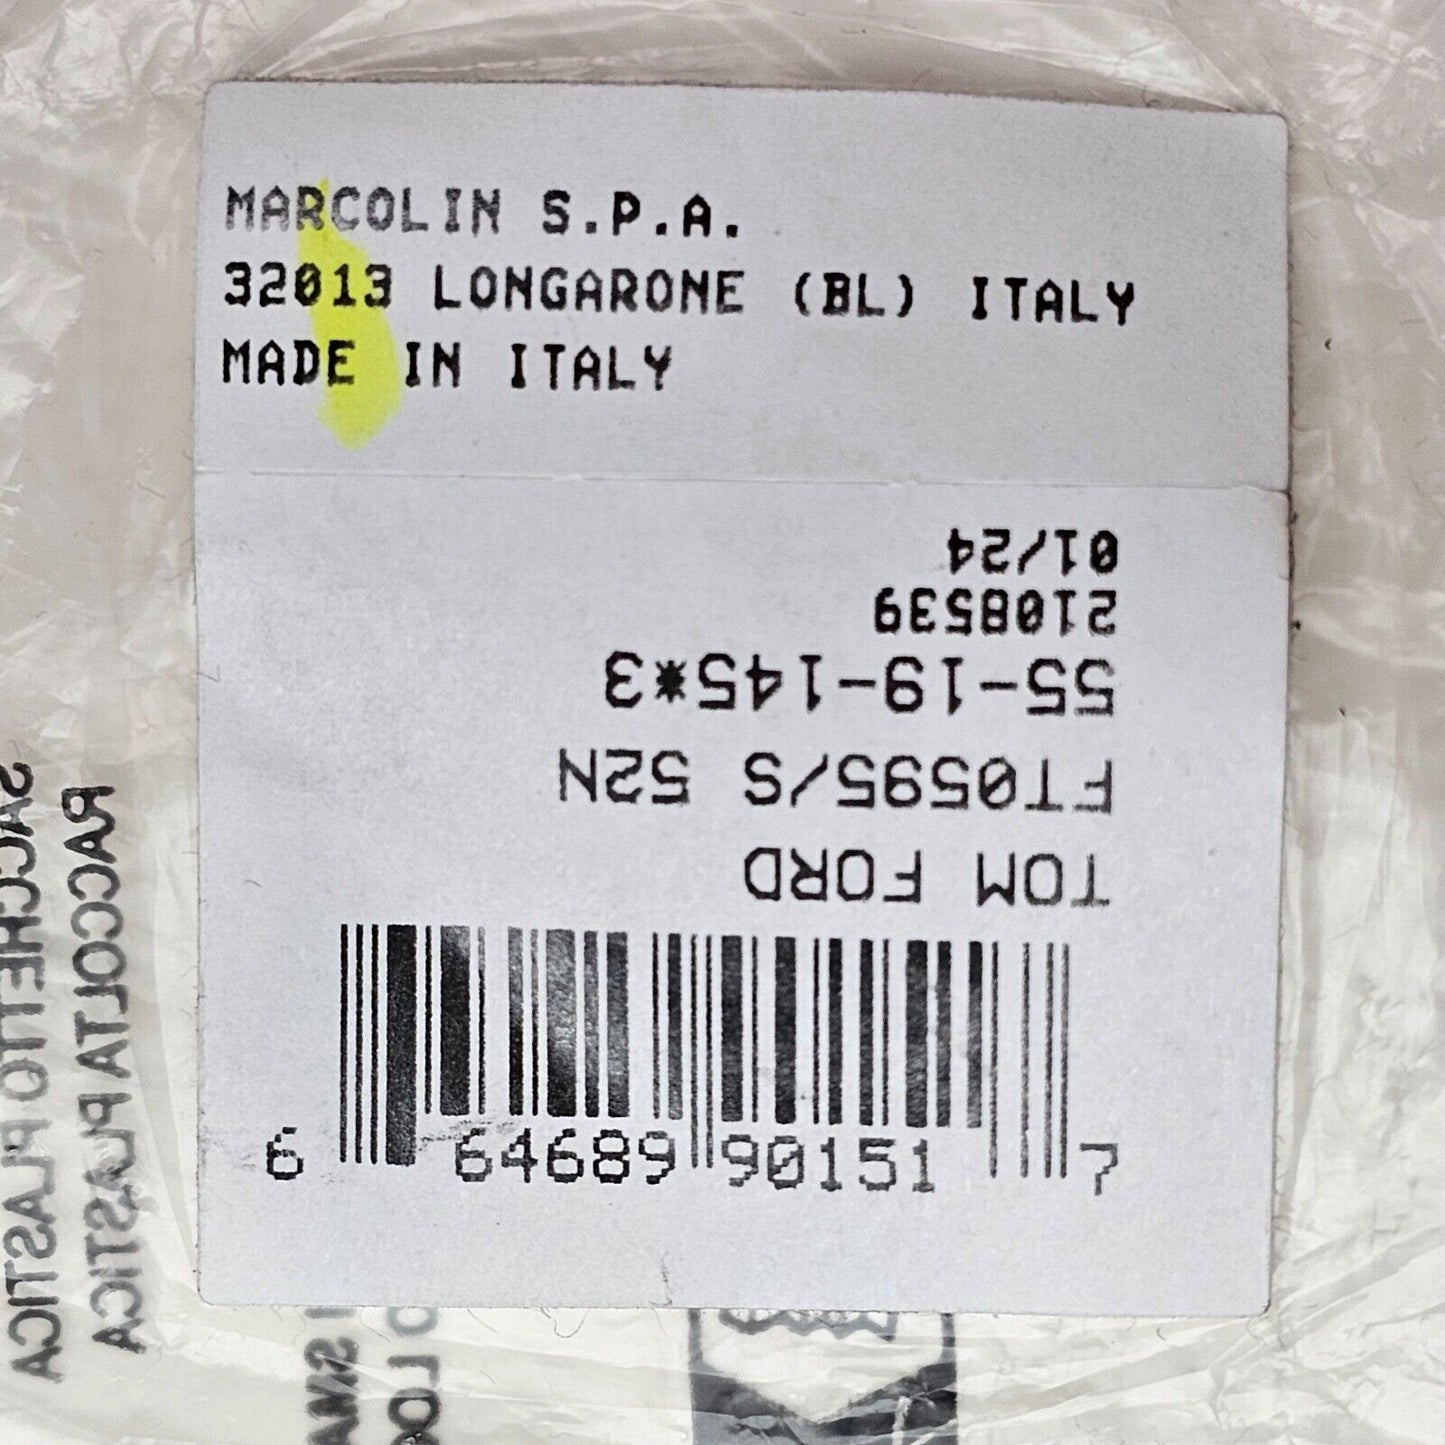 MARCOLIN S.P.A.
32013 LONGARONE (BL) ITALY
MADE IN ITALY
TOM FORD
FT0595/S 52N
55-19-145*3
2108539
01/24
6 64689 90151 7
RACCOLTA PLASTICA
SACCHETTO PLASTICA